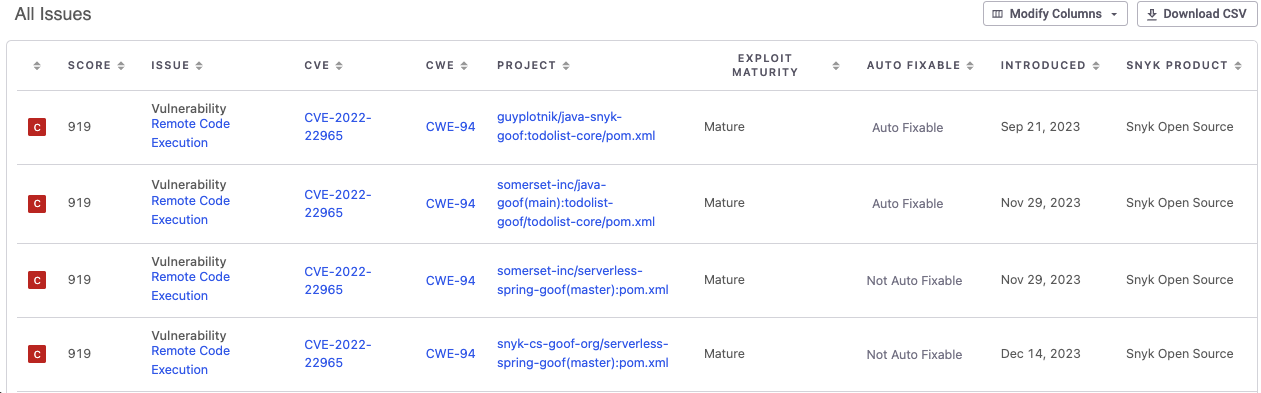 All Issues
Modify Columns
Download CSV
SCORE ISSUE CVE CWE PROJECT EXPLOIT MATURITY AUTO FIXABLE INTRODUCED SNYK PRODUCT
C 919 Vulnerability
Remote Code
Execution
CVE-2022-
22965
CWE-94
guyplotnik/java-snyk-
goof:todolist-core/pom.xml
Mature
Auto Fixable
Sep 21, 2023
Snyk Open Source
C 919 Vulnerability
Remote Code
Execution
CVE-2022-
22965
CWE-94
somerset-inc/java-
goof(main):todolist-
goof/todolist-core/pom.xml
Mature
Auto Fixable
Nov 29, 2023
Snyk Open Source
C 919 Vulnerability
Remote Code
Execution
CVE-2022-
22965
CWE-94
somerset-inc/serverless-
spring-goof(master):pom.xml
Mature
Not Auto Fixable
Nov 29, 2023
Snyk Open Source
C 919 Vulnerability
Remote Code
Execution
CVE-2022-
22965
CWE-94
snyk-cs-goof-org/serverless-
spring-goof(master):pom.xml
Mature
Not Auto Fixable
Dec 14, 2023
Snyk Open Source